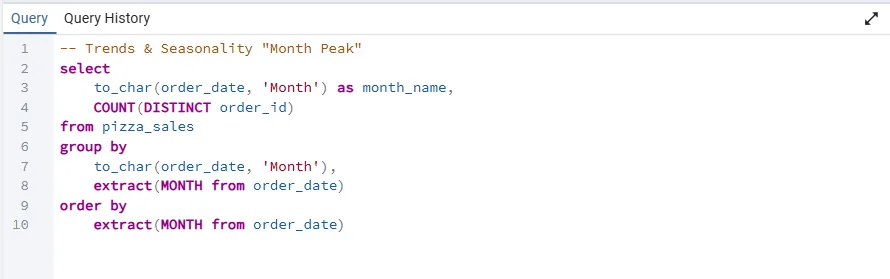 Query Query History
1 -- Trends & Seasonality "Month Peak"
2 select
3 to_char(order_date, 'Month') as month_name,
4 COUNT(DISTINCT order_id)
5 from pizza_sales
6 group by
7 to_char(order_date, 'Month'),
8 extract(MONTH from order_date)
9 order by
10 extract(MONTH from order_date)